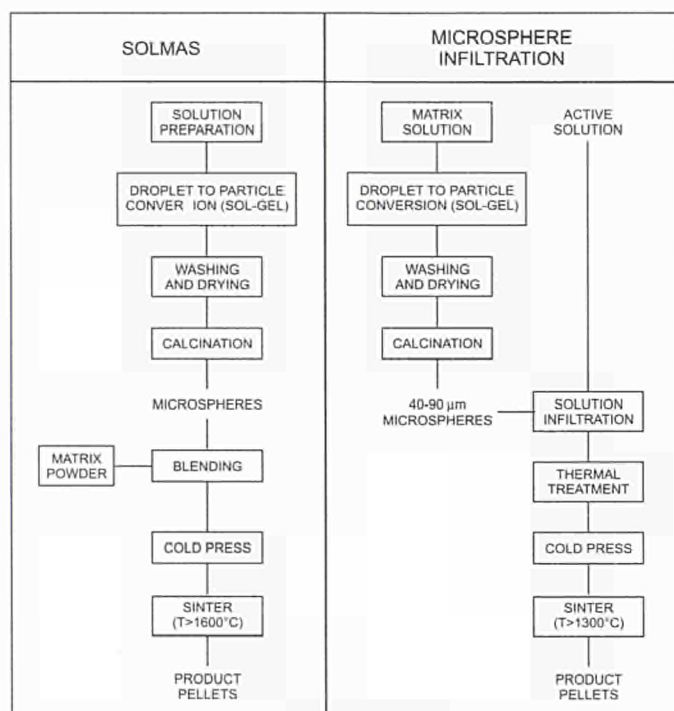 SOLMAS
SOLUTION
PREPARATION
DROPLET TO PARTICLE
CONVER ION (SOL-GEL)
WASHING
AND DRYING
CALCINATION
MICROSPHERES
MATRIX
POWDER
BLENDING
COLD PRESS
SINTER
(T>1600°C)
PRODUCT
PELLETS
MICROSPHERE
INFILTRATION
MATRIX
SOLUTION
ACTIVE
SOLUTION
DROPLET TO PARTICLE
CONVERSION (SOL-GEL)
WASHING
AND DRYING
CALCINATION
40-90 µm
MICROSPHERES
SOLUTION
INFILTRATION
THERMAL
TREATMENT
COLD PRESS
SINTER
(T>1300°C)
PRODUCT
PELLETS